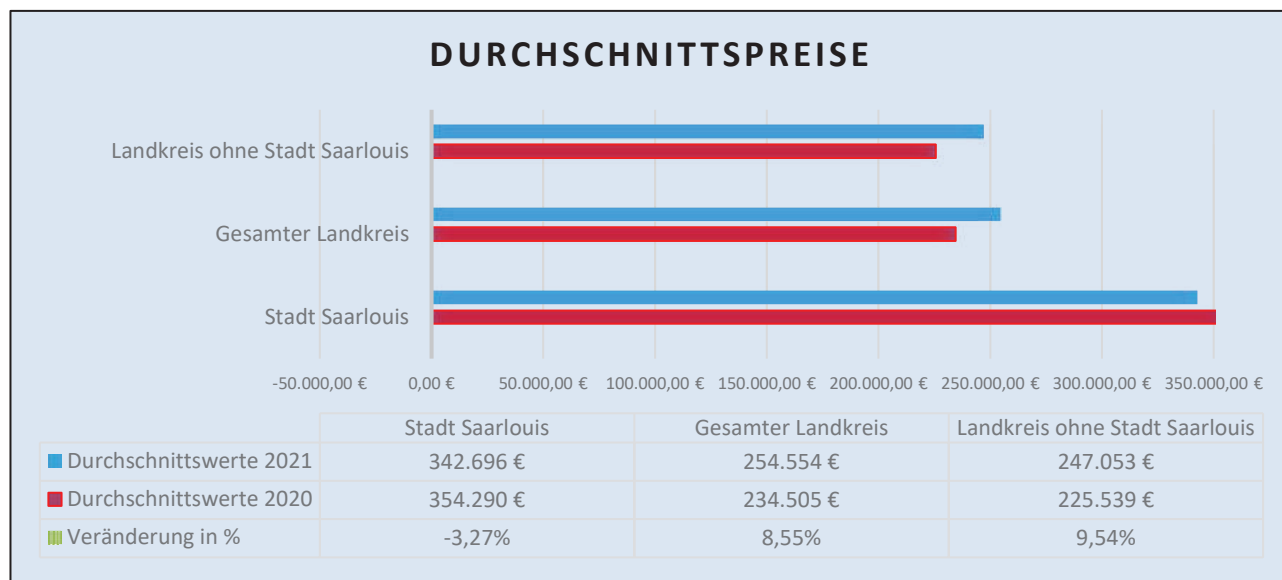 DURCHSCHNITTSPREISE
Landkreis ohne Stadt Saarlouis
Gesamter Landkreis
Stadt Saarlouis
-50.000,00 € 0,00 € 50.000,00 € 100.000,00 € 150.000,00 € 200.000,00 € 250.000,00 € 300.000,00 € 350.000,00 €
Stadt Saarlouis Gesamter Landkreis Landkreis ohne Stadt Saarlouis
Durchschnittswerte 2021 342.696 € 254.554 € 247.053 €
Durchschnittswerte 2020 354.290 € 234.505 € 225.539 €
Veränderung in % -3,27% 8,55% 9,54%